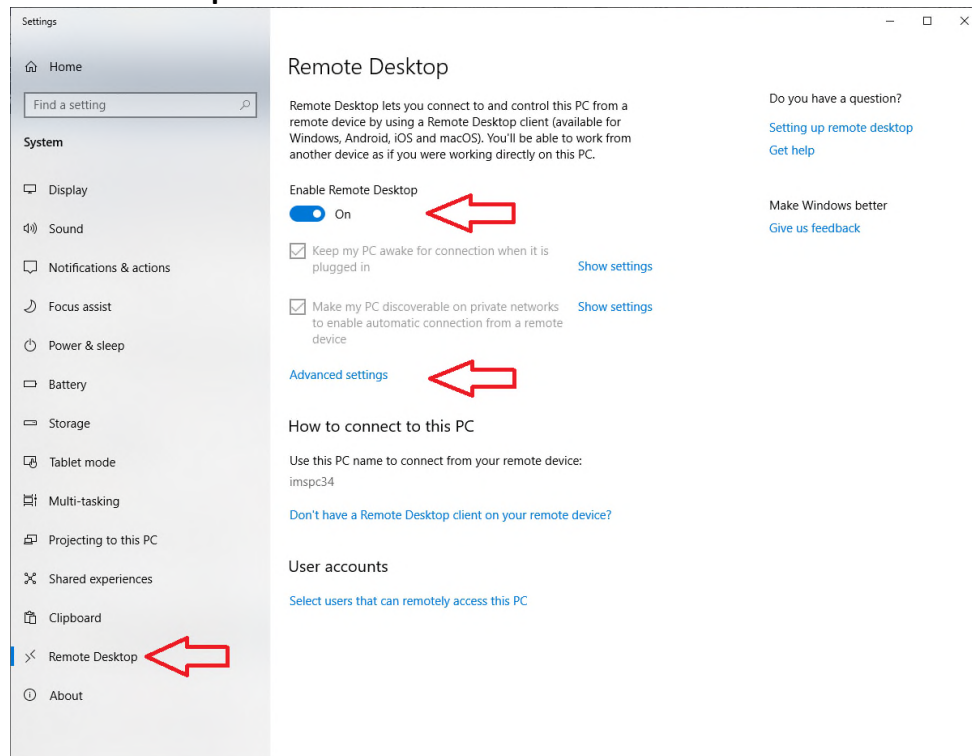 Settings
Home
Find a setting
System
Display
Sound
Notifications & actions
Focus assist
Power & sleep
Battery
Storage
Tablet mode
Multi-tasking
Projecting to this PC
Shared experiences
Clipboard
Remote Desktop
About
Remote Desktop
Remote Desktop lets you connect to and control this PC from a
remote device by using a Remote Desktop client (available for
Windows, Android, iOS and macOS). You'll be able to work from
another device as if you were working directly on this PC.
Enable Remote Desktop
On
Keep my PC awake for connection when it is
plugged in
Show settings
Make my PC discoverable on private networks
to enable automatic connection from a remote
device
Show settings
Advanced settings
How to connect to this PC
Use this PC name to connect from your remote device:
imspc34
Don't have a Remote Desktop client on your remote device?
User accounts
Select users that can remotely access this PC
Do you have a question?
Setting up remote desktop
Get help
Make Windows better
Give us feedback